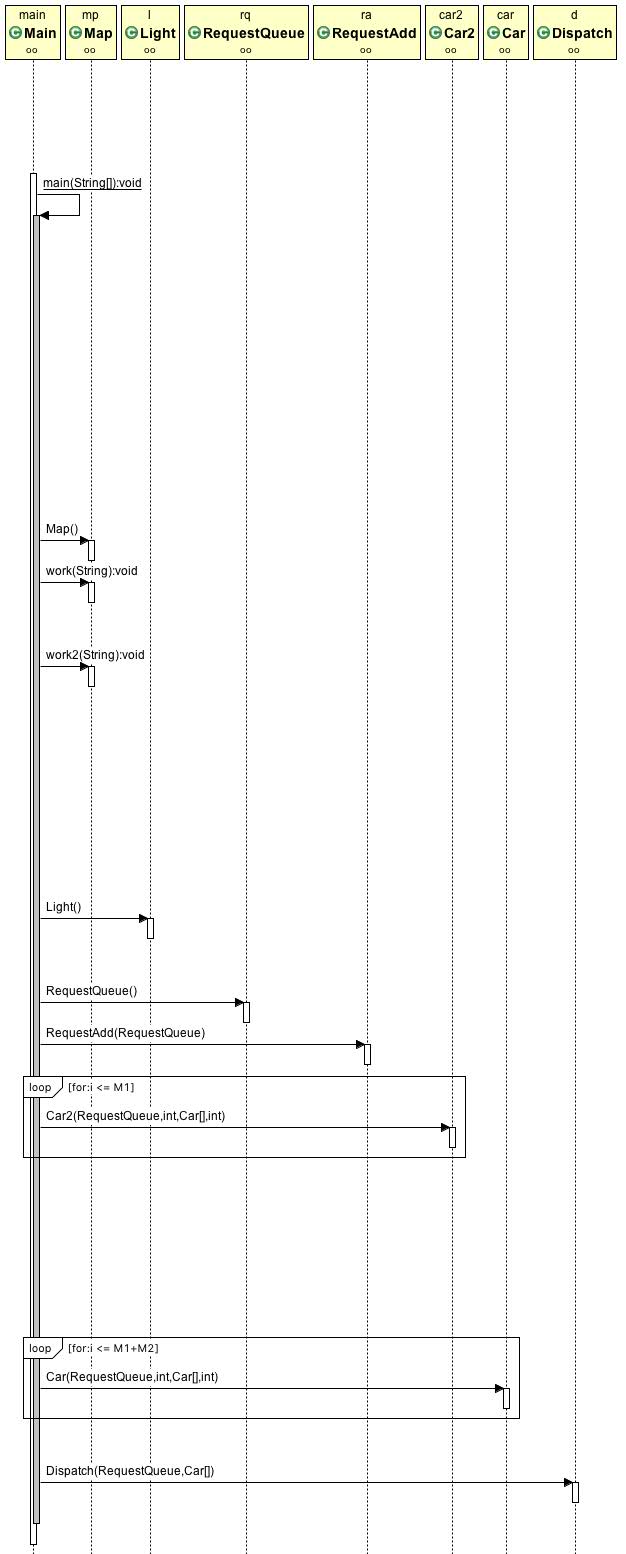 main mp l rq ra car2 car d
C Main C Map C Light C RequestQueue C RequestAdd C Car2 C Car C Dispatch
oo oo oo oo oo oo oo oo
main(String[]):void
Map()
work(String):void
work2(String):void
Light()
RequestQueue()
RequestAdd(RequestQueue)
loop [for:i <= M1]
Car2(RequestQueue,int,Car[],int)
loop [for:i <= M1+M2]
Car(RequestQueue,int,Car[],int)
Dispatch(RequestQueue,Car[])